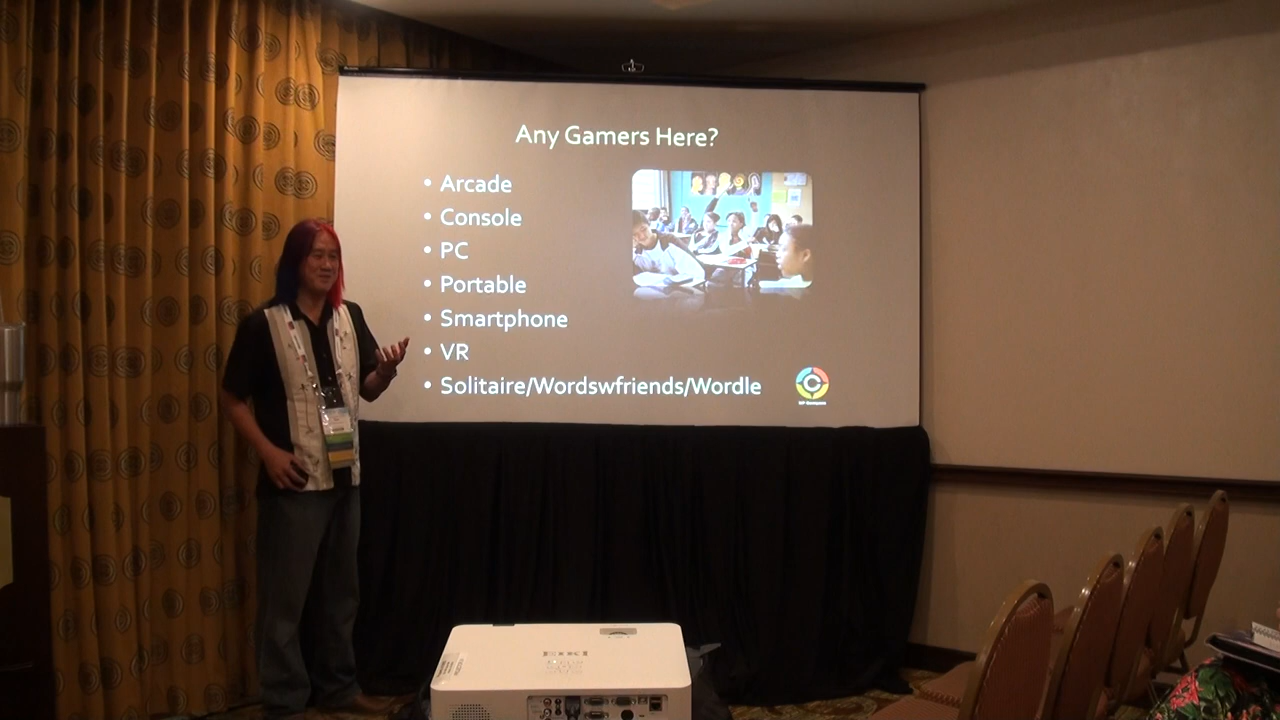 Any Gamers Here?
• Arcade
• Console
• PC
• Portable
• Smartphone
• VR
• Solitaire/Wordswfriends/Wordle